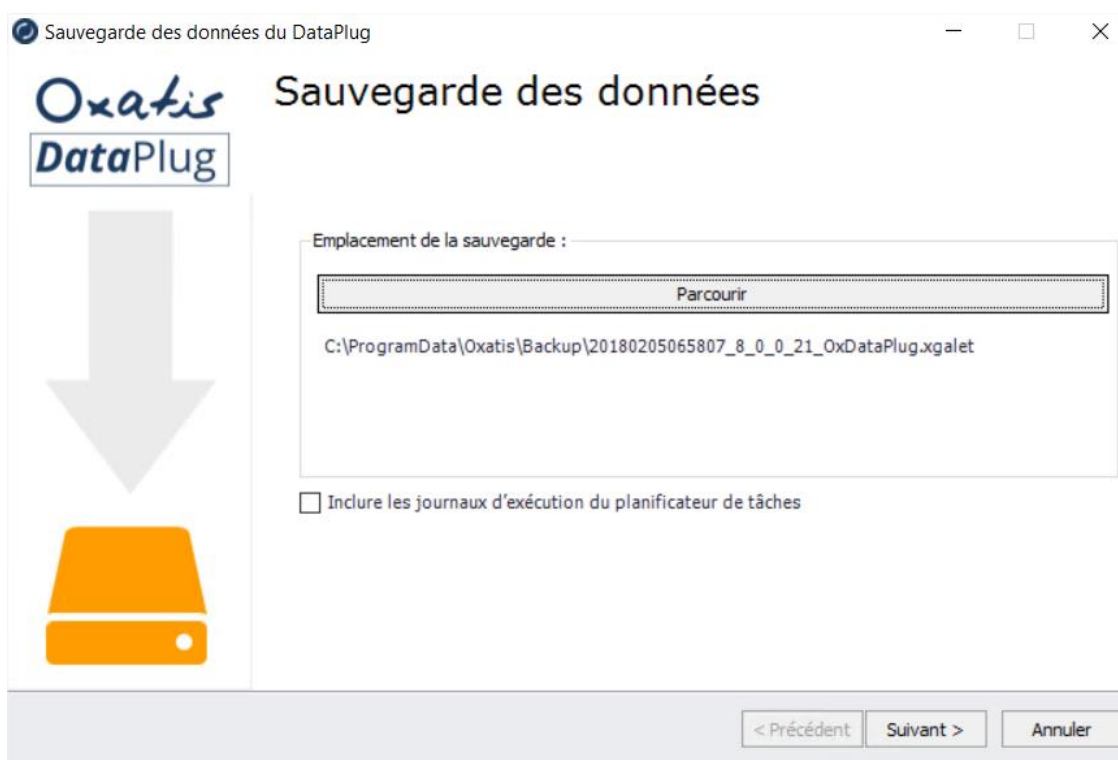 Sauvegarde des données du DataPlug
Oxatis
DataPlug
Sauvegarde des données
Emplacement de la sauvegarde :
Parcourir
C:\ProgramData\Oxatis\Backup\20180205065807_8_0_0_21_OxDataPlug.xgalet
Inclure les journaux d'exécution du planificateur de tâches
< Précédent Suivant > Annuler